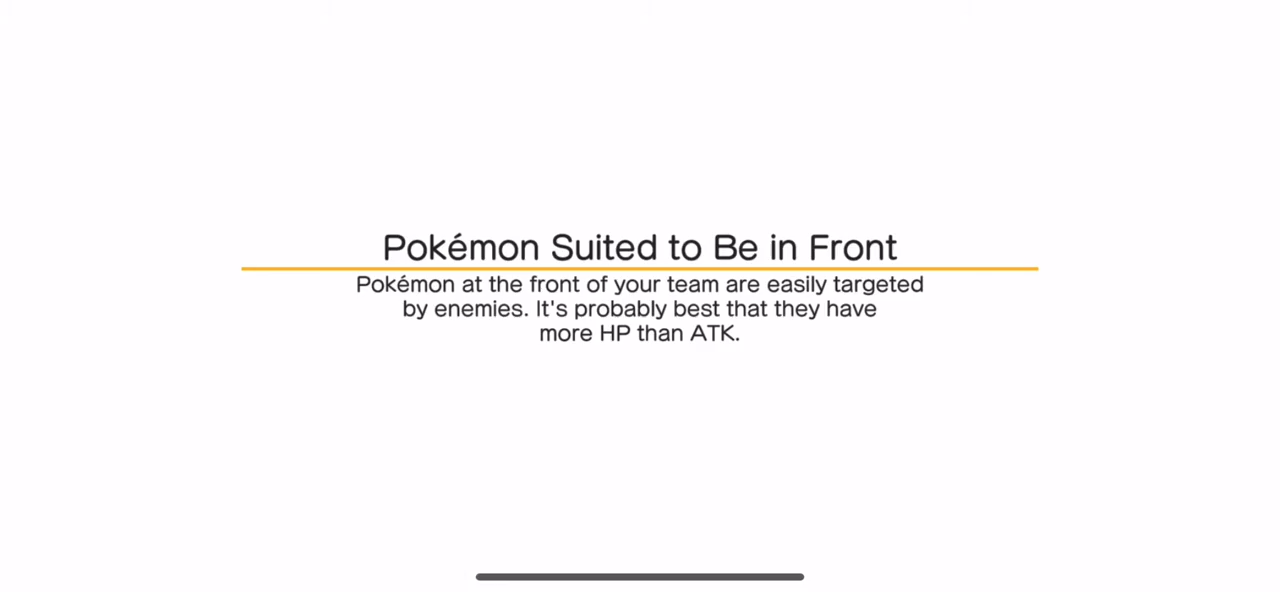 Pokémon Suited to Be in Front
Pokémon at the front of your team are easily targeted
by enemies. It's probably best that they have
more HP than ATK.